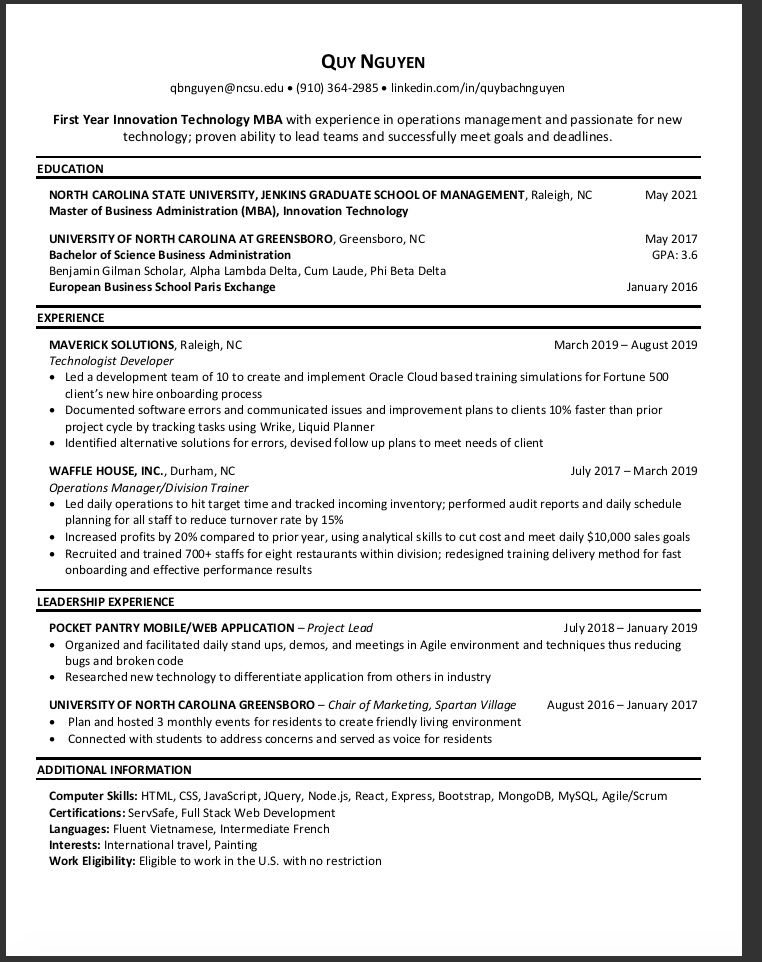 QUY NGUYEN
qbnguyen@ncsu.edu • (910) 364-2985 • linkedin.com/in/quybachnguyen
First Year Innovation Technology MBA with experience in operations management and passionate for new
technology; proven ability to lead teams and successfully meet goals and deadlines.
EDUCATION
NORTH CAROLINA STATE UNIVERSITY, JENKINS GRADUATE SCHOOL OF MANAGEMENT, Raleigh, NC May 2021
Master of Business Administration (MBA), Innovation Technology
UNIVERSITY OF NORTH CAROLINA AT GREENSBORO, Greensboro, NC May 2017
Bachelor of Science Business Administration GPA: 3.6
Benjamin Gilman Scholar, Alpha Lambda Delta, Cum Laude, Phi Beta Delta
European Business School Paris Exchange January 2016
EXPERIENCE
MAVERICK SOLUTIONS, Raleigh, NC March 2019 – August 2019
Technologist Developer
• Led a development team of 10 to create and implement Oracle Cloud based training simulations for Fortune 500
client's new hire onboarding process
• Documented software errors and communicated issues and improvement plans to clients 10% faster than prior
project cycle by tracking tasks using Wrike, Liquid Planner
• Identified alternative solutions for errors, devised follow up plans to meet needs of client
WAFFLE HOUSE, INC., Durham, NC July 2017 – March 2019
Operations Manager/Division Trainer
• Led daily operations to hit target time and tracked incoming inventory; performed audit reports and daily schedule
planning for all staff to reduce turnover rate by 15%
• Increased profits by 20% compared to prior year, using analytical skills to cut cost and meet daily $10,000 sales goals
• Recruited and trained 700+ staffs for eight restaurants within division; redesigned training delivery method for fast
onboarding and effective performance results
LEADERSHIP EXPERIENCE
POCKET PANTRY MOBILE/WEB APPLICATION – Project Lead July 2018 – January 2019
• Organized and facilitated daily stand ups, demos, and meetings in Agile environment and techniques thus reducing
bugs and broken code
• Researched new technology to differentiate application from others in industry
UNIVERSITY OF NORTH CAROLINA GREENSBORO – Chair of Marketing, Spartan Village August 2016 – January 2017
• Plan and hosted 3 monthly events for residents to create friendly living environment
• Connected with students to address concerns and served as voice for residents
ADDITIONAL INFORMATION
Computer Skills: HTML, CSS, JavaScript, JQuery, Node.js, React, Express, Bootstrap, MongoDB, MySQL, Agile/Scrum
Certifications: ServSafe, Full Stack Web Development
Languages: Fluent Vietnamese, Intermediate French
Interests: International travel, Painting
Work Eligibility: Eligible to work in the U.S. with no restriction